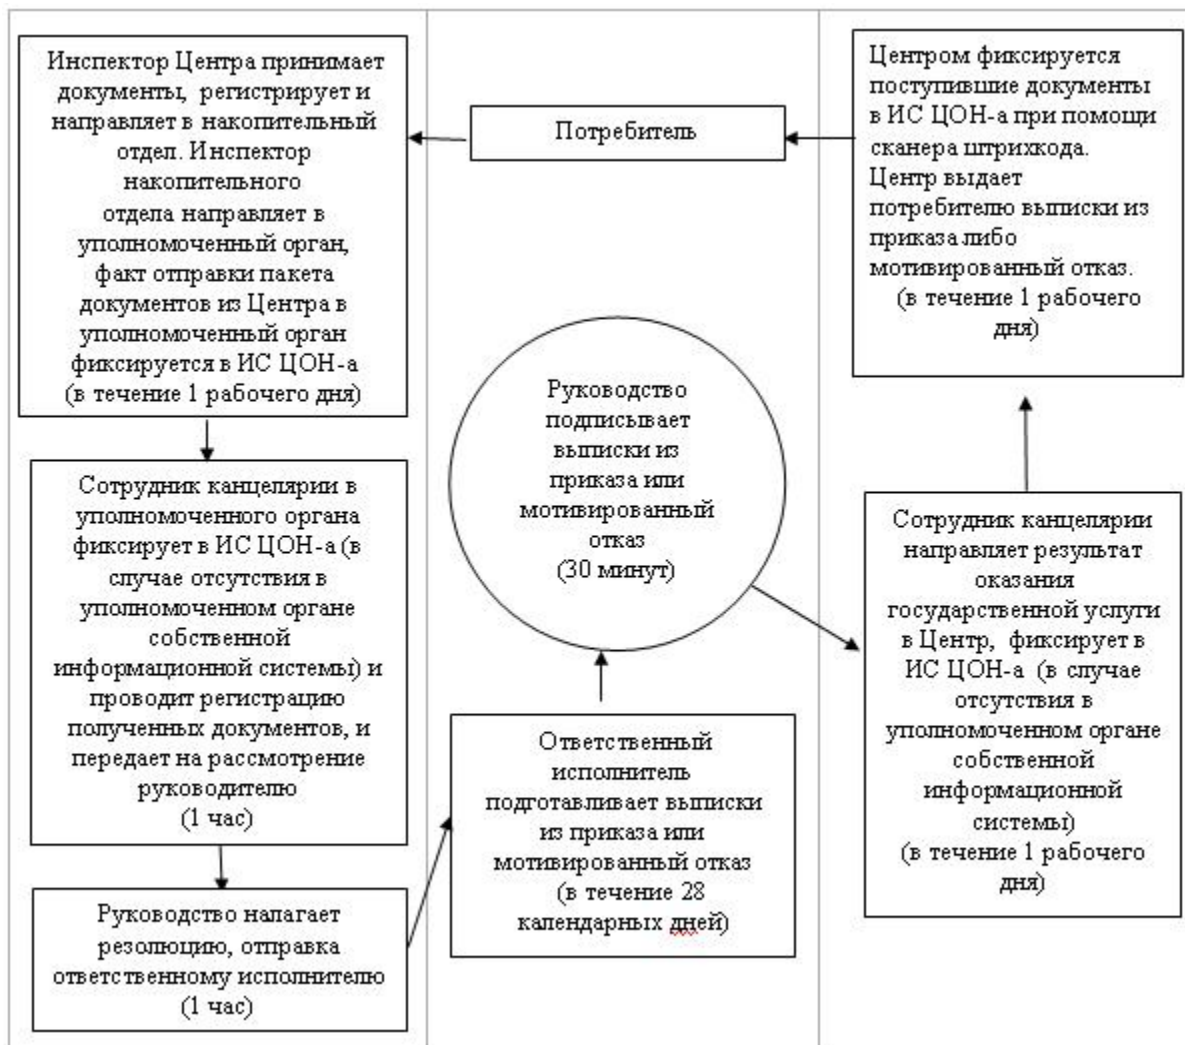 Инспектор Центра принимает
документы, регистрирует и
направляет в накопительный
отдел. Инспектор
накопительного
отдела направляет в
уполномоченный орган,
факт отправки пакета
документов из Центра в
уполномоченный орган
фиксируется в ИС ЦОН-а
(в течение 1 рабочего дня)
Сотрудник канцелярии в
уполномоченного органа
фиксирует в ИС ЦОН-а (в
случае отсутствия в
уполномоченном органе
собственной
информационной системы) и
проводит регистрацию
полученных документов, и
передает на рассмотрение
руководителю
(1 час)
Руководство налагает
резолюцию, отправка
ответственному исполнителю
(1 час)
Потребитель
Руководство
подписывает
выписки из
приказа или
мотивированный
отказ
(30 минут)
Ответственный
исполнитель
подготавливает выписки
из приказа или
мотивированный отказ
(в течение 28
календарных дней)
Центром фиксируется
поступившие документы
в ИС ЦОН-а при помощи
сканера штрихкода.
Центр выдает
потребителю выписки из
приказа либо
мотивированный отказ.
(в течение 1 рабочего
дня)
Сотрудник канцелярии
направляет результат
оказания
государственной услуги
в Центр, фиксирует в
ИС ЦОН-а (в случае
отсутствия в
уполномоченном органе
собственной
информационной
системы)
(в течение 1 рабочего
дня)